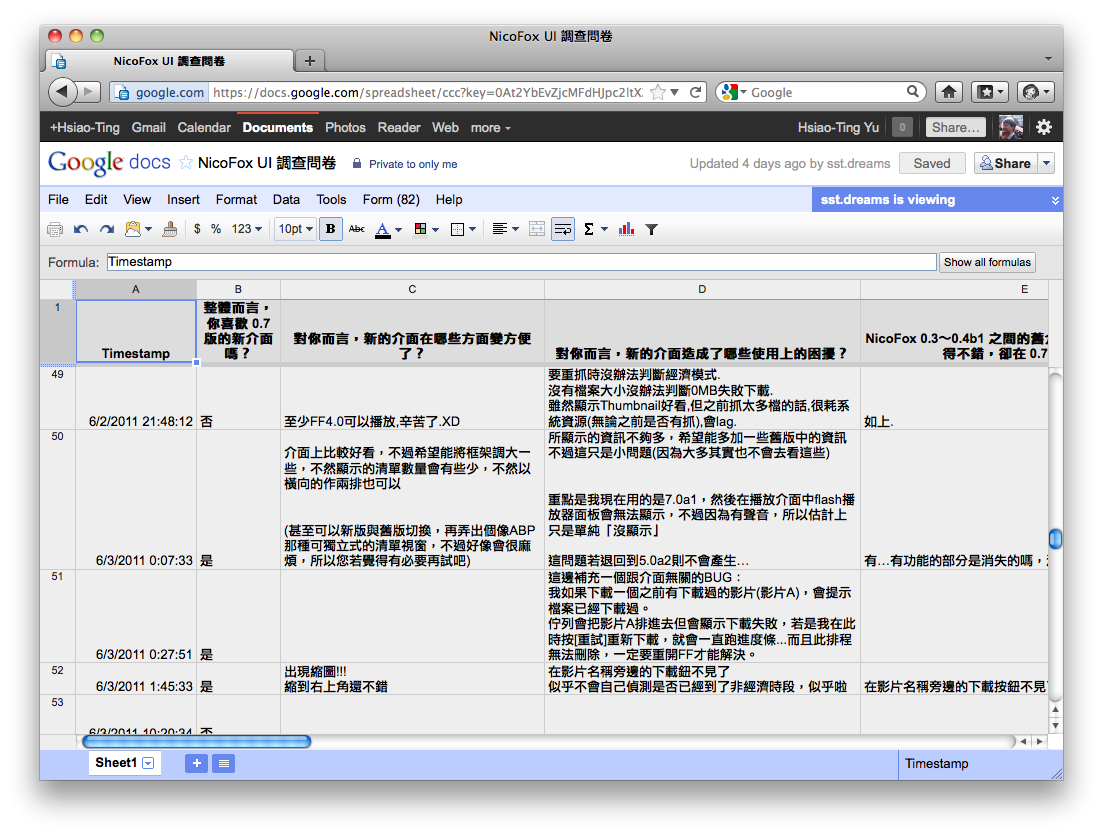 NicoFox UI 調查問卷
NicoFox UI 調查問卷
google.com https://docs.google.com/spreadsheet/ccc?key=0At2YbEvZjcMFdHJpc2ltX
Google
+Hsiao-Ting Gmail Calendar Documents Photos Reader Web more
Hsiao-Ting Yu 0 Share...
Google docs NicoFox UI 調查問卷 Private to only me
Updated 4 days ago by sst.dreams Saved Share
File Edit View Insert Format Data Tools Form (82) Help
sst.dreams is viewing
$ % 123 10pt B Abc A Σ
Formula: Timestamp Show all formulas
A B C D E
1
Timestamp
整體而言，
你喜歡 0.7
版的新介面
嗎？
對你而言，新的介面在哪些方面變方便
了？
對你而言，新的介面造成了哪些使用上的困擾？
NicoFox 0.3～0.4b1 之間的舊
得不錯，卻在 0.7
49
6/2/2011 21:48:12
否
至少FF4.0可以播放,辛苦了.XD
要重抓時沒辦法判斷經濟模式.
沒有檔案大小沒辦法判斷0MB失敗下載.
雖然顯示Thumbnail好看,但之前抓太多檔的話,很耗系
統資源(無論之前是否有抓),會lag.
如上.
50
6/3/2011 0:07:33
是
介面上比較好看，不過希望能將框架調大一
些，不然顯示的清單數量會有些少，不然以
橫向的作兩排也可以
(甚至可以新版與舊版切換，再弄出個像ABP
那種可獨立式的清單視窗，不過好像會很麻
煩，所以您若覺得有必要再試吧)
所顯示的資訊不夠多，希望能多加一些舊版中的資訊
不過這只是小問題(因為大多其實也不會去看這些)
重點是我現在用的是7.0a1，然後在播放介面中flash播
放器面板會無法顯示，不過因為有聲音，所以估計上
只是單純「沒顯示」
這問題若退回到5.0a2則不會產生…
有…有功能的部分是消失的嗎，
51
6/3/2011 0:27:51
是
這邊補充一個跟介面無關的BUG：
我如果下載一個之前有下載過的影片(影片A)，會提示
檔案已經下載過。
佇列會把影片A排進去但會顯示下載失敗，若是我在此
時按[重試]重新下載，就會一直跑進度條...而且此排程
無法刪除，一定要重開FF才能解決。
52
6/3/2011 1:45:33
是
出現縮圖!!!
縮到右上角還不錯
在影片名稱旁邊的下載鈕不見了
似乎不會自己偵測是否已經到了非經濟時段，似乎啦
在影片名稱旁邊的下載按鈕不見
53
6/3/2011 10:20:34
否
Sheet1
Timestamp